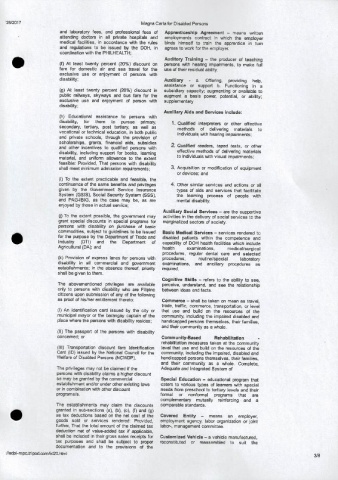 Magna Carta for Disabled Persons
and laboratory fees, and professional fees of
attending doctors in all private hospitals and
medical facilities, in accordance with the rules
and regulations to be issued by the DOH, in
coordination with the PHILHEALTH;
(f) At least twenty percent (20%) discount on
fare for domestic air and sea travel for the
exclusive use or enjoyment of persons with
disability;
(g) At least twenty percent (20%) discount in
public railways, skyways and bus fare for the
exclusive use and enjoyment of person with
disability;
(h) Educational assistance to persons with
disability, for them to pursue primary,
secondary, tertiary, post tertiary, as well as
vocational or technical education, in both public
and private schools, through the provision of
scholarships, grants, financial aids, subsidies
and other incentives to qualified persons with
disability, including support for books, learning
material, and uniform allowance to the extent
feasible: Provided, That persons with disability
shall meet minimum admission requirements;
(i) To the extent practicable and feasible, the
continuance of the same benefits and privileges
given by the Government Service Insurance
System (GSIS), Social Security System (SSS),
and PAG-IBIG, as the case may be, as are
enjoyed by those in actual service;
(j) To the extent possible, the government may
grant special discounts in special programs for
persons with disability on purchase of basic
commodities, subject to guidelines to be issued
for the purpose by the Department of Trade and
Industry (DTI) and the Department of
Agricultural (DA); and
(k) Provision of express lanes for persons with
disability in all commercial and government
establishments; in the absence thereof, priority
shall be given to them.
The abovementioned privileges are available
only to persons with disability who are Filipino
citizens upon submission of any of the following
as proof of his/her entitlement thereto:
(I) An identification card issued by the city or
municipal mayor or the barangay captain of the
place where the persons with disability resides;
(II) The passport of the persons with disability
concerned; or
(III) Transportation discount fare Identification
Card (ID) issued by the National Council for the
Welfare of Disabled Persons (NCWDP).
The privileges may not be claimed if the
persons with disability claims a higher discount
as may be granted by the commercial
establishment and/or under other existing laws
or in combination with other discount
program/s.
The establishments may claim the discounts
granted in sub-sections (a), (b), (c), (f) and (g)
as tax deductions based on the net cost of the
goods sold or services rendered: Provided,
further, That the total amount of the claimed tax
deduction net of value-added tax if applicable,
shall be included in their gross sales receipts for
tax purposes and shall be subject to proper
documentation and to the provisions of the
Apprenticeship Agreement – means a written
employments contract in which the employer
binds himself to train the apprentice in turn
agrees to work for the employer.
Auditory Training – the practice of teaching
persons with hearing impairments, to make full
use of their residual ability.
Auxiliary – is Offering, providing help,
assistance or support b. Functioning in a
subsidiary capacity; augmenting or available to
augment a basic power, potential, or ability;
supplementary
Auxiliary Aids and Services include:
1. Qualified interpreters or other effective
methods of delivering materials to
individuals with hearing impairments;
2. Qualified readers, taped texts, or other
effective methods of delivering materials
to individuals with visual impairments;
3. Acquisition or modification of equipment
or devices; and
4. Other similar services and actions or all
types of aids and services that facilitate
the learning process of people with
mental disability.
Auxiliary Social Services – are the supportive
activities in the delivery of social services to the
marginalized sectors of society.
Basic Medical Services – services rendered to
disabled patients within the competence and
capability of DOH health facilities which include
health examinations, medical/surgical
procedures, regular dental care and selected
procedures, routine/special laboratory
examinations, and ancillary procedures as
required.
Cognitive Skills – refers to the ability to see,
perceive, understand, and see the relationship
between ideas and facts.
Commerce – shall be taken on mean as travel,
trade, traffic, commerce, transportation, or level
that use and build on the resources of the
community, including the impaired disabled and
handicapped persons themselves, their families,
and their community as a whole.
Community-Based Rehabilitation –
rehabilitation measures taken at the community
level that use and build on the resources of the
community, including the impaired, disabled and
handicapped persons themselves, their families,
and their community as a whole. Complete,
Adequate and Integrated System of
Special Education – educational program that
caters to various types of learners with special
needs from preschool to tertiary levels and their
formal or nonformal programs that are
complementary mutually reinforcing and a
comparable standards.
Covered Entity – means an employer,
employment agency, labor organization or joint
labor- management committee.
Customized Vehicle – a vehicle manufactured,
reconstituted or reassembled to suit the
3/8